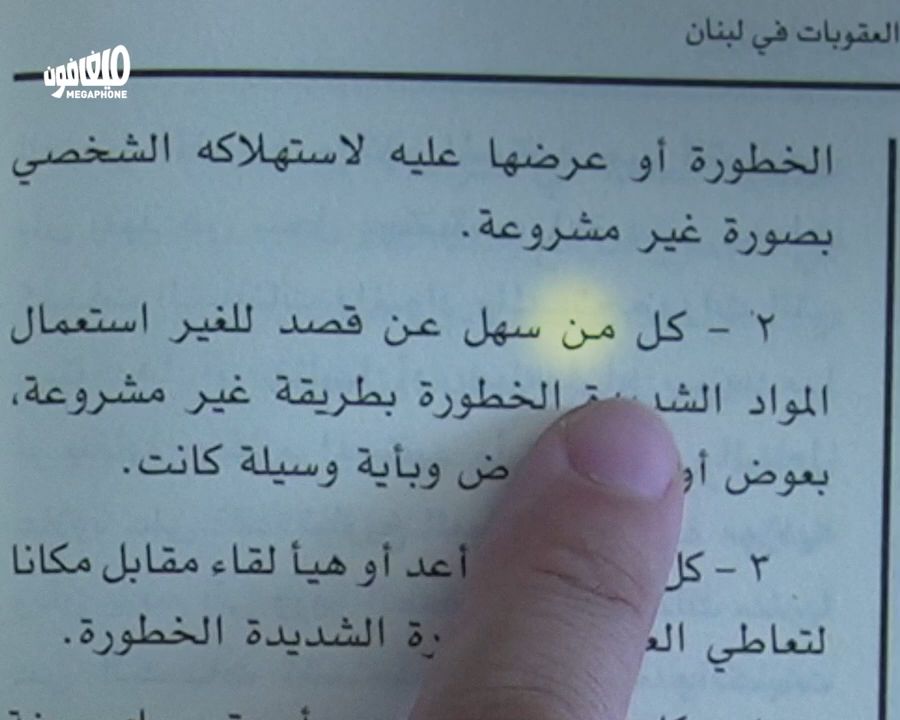 العقوبات في لبنان
ميغافون
MEGAPHONE
الخطورة أو عرضها عليه لاستهلاكه الشخصي
بصورة غير مشروعة.
٢ - كل من سهل عن قصد للغير استعمال
المواد الشديدة الخطورة بطريقة غير مشروعة،
بعوض أو ض وبأية وسيلة كانت.
٣ - كل أعد أو هيأ لقاء مقابل مكانا
لتعاطي الشديدة الخطورة.